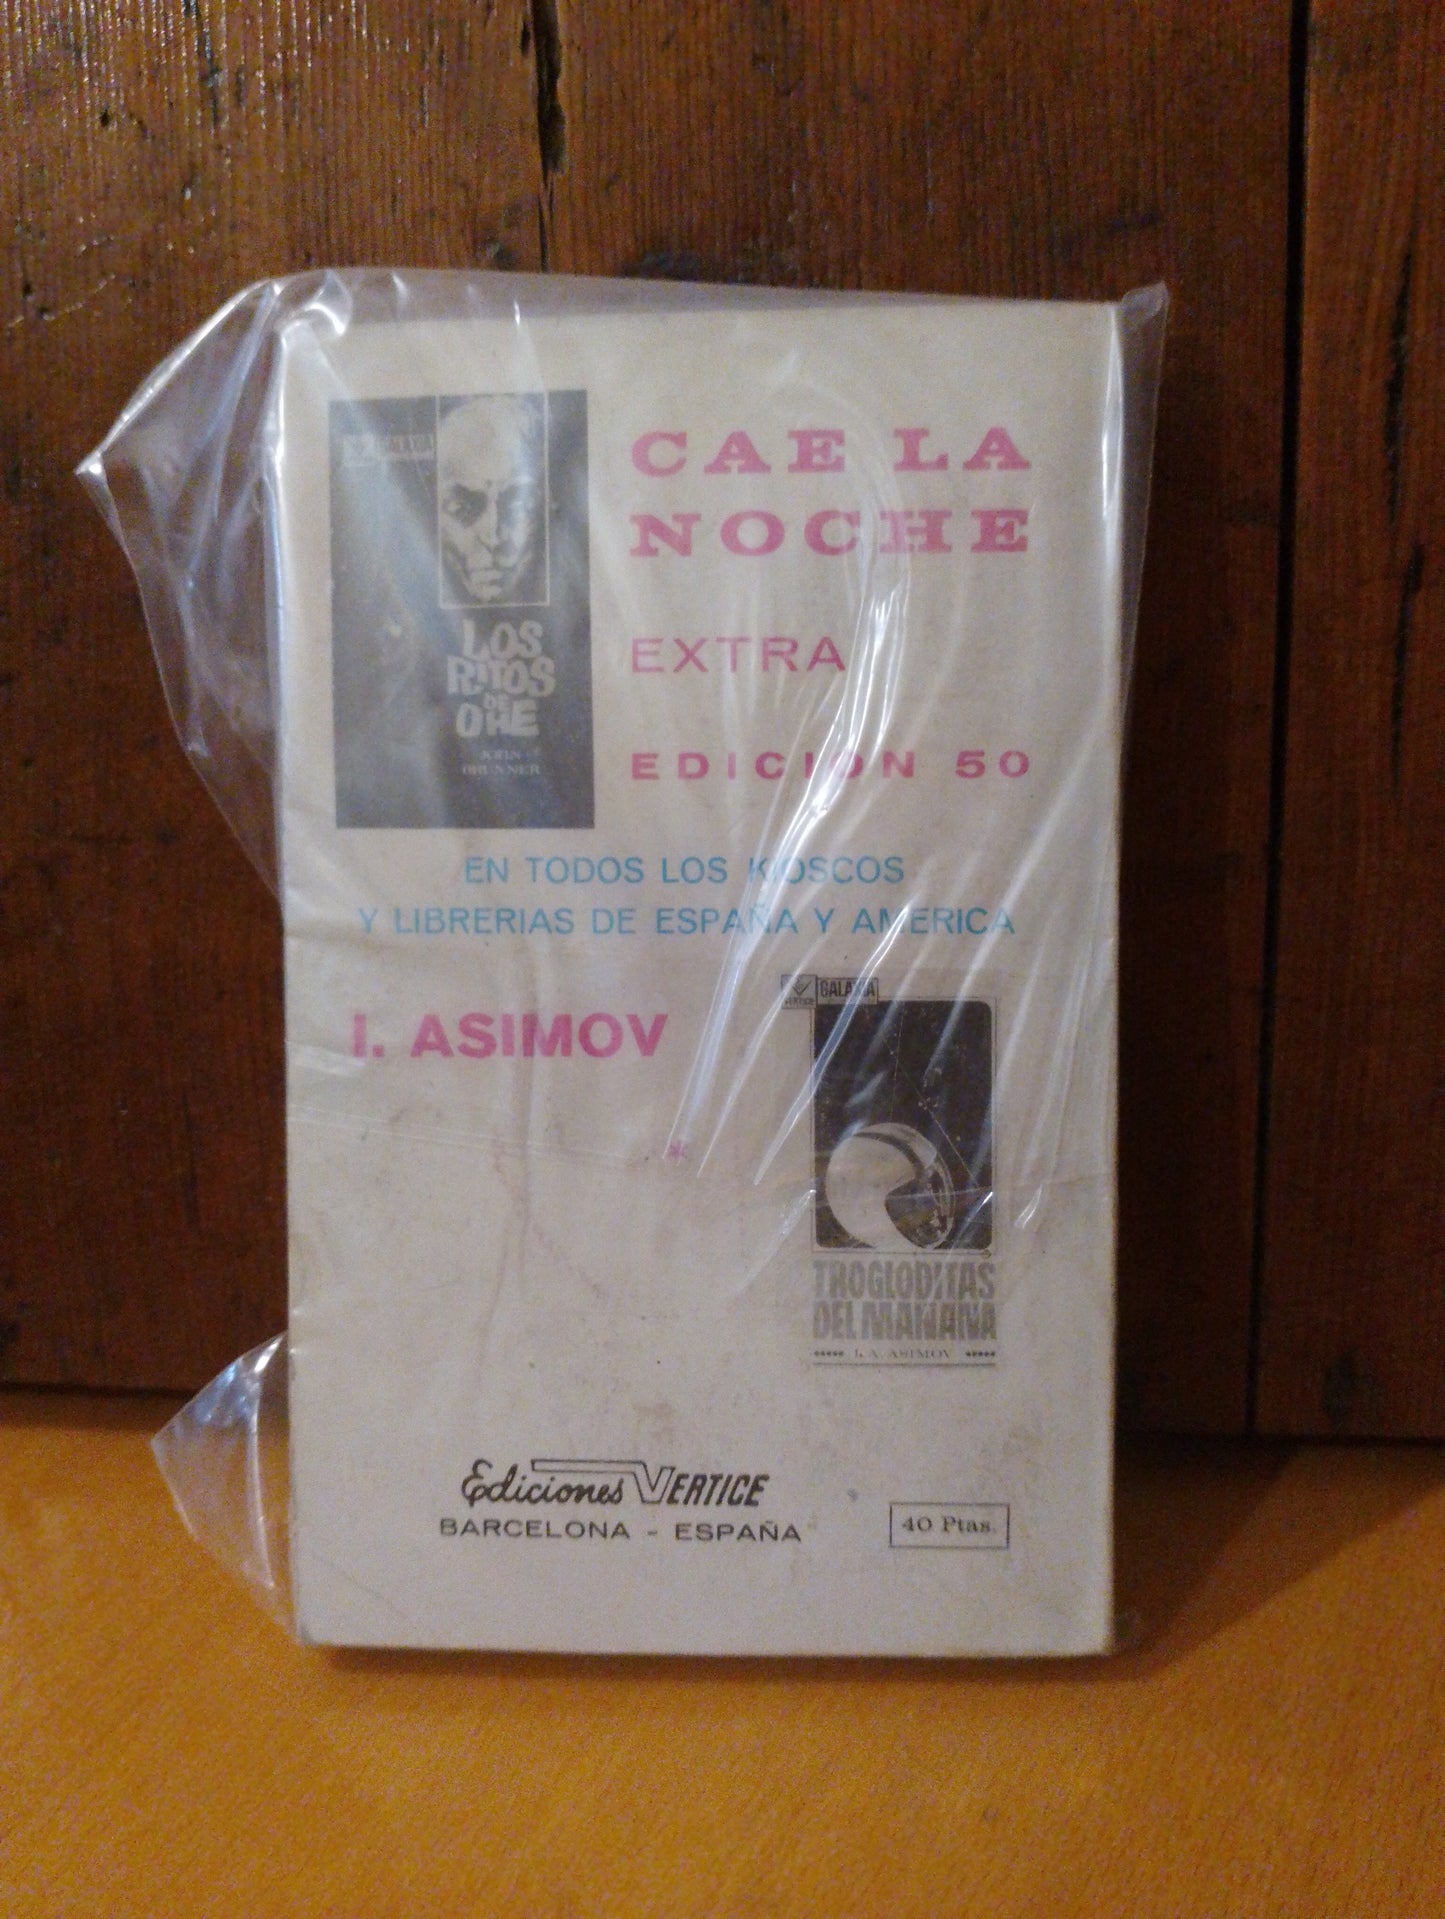 CAE LA
NOCHE
EXTRA
EDICION 50
LOS
RITOS
DE
OHE
JOHN
BRUNNER
EN TODOS LOS KIOSCOS
Y LIBRERIAS DE ESPAÑA Y AMERICA
I. ASIMOV
*
VERTICE GALAXIA
TROGLODITAS
DEL MAÑANA
I. A. ASIMOV
Ediciones VERTICE
BARCELONA - ESPAÑA
40 Ptas.